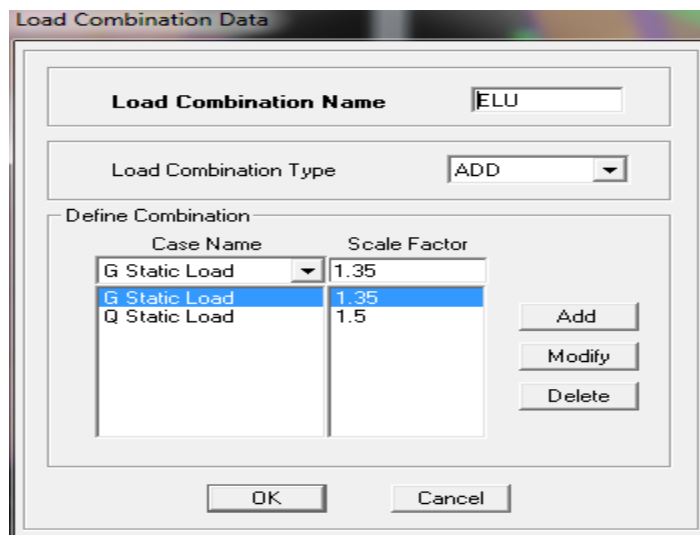 Load Combination Data
Load Combination Name ELU
Load Combination Type ADD
Define Combination
Case Name Scale Factor
G Static Load 1.35
G Static Load 1.35
Q Static Load 1.5
Add
Modify
Delete
OK Cancel